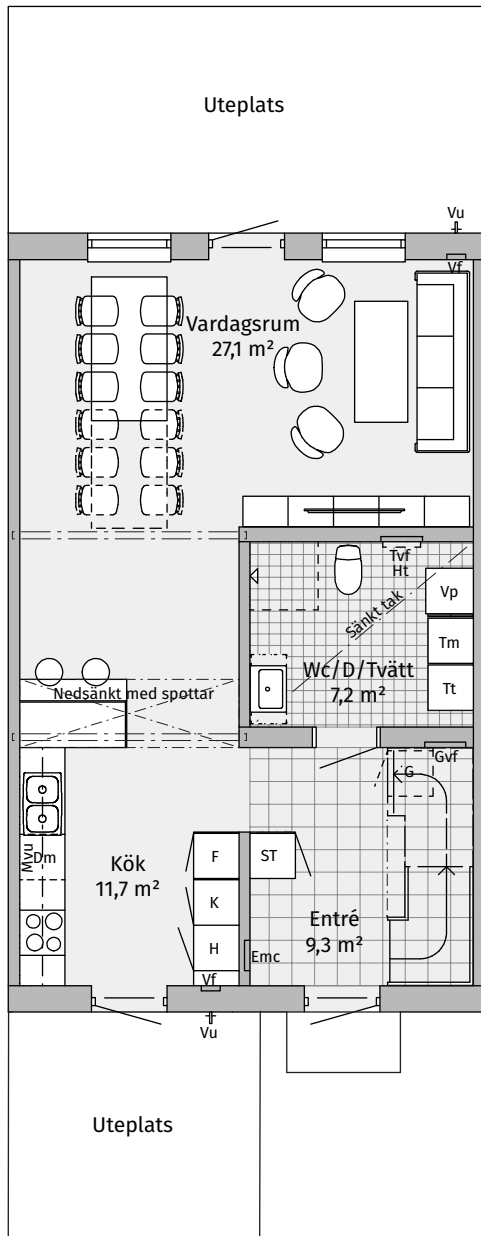 Uteplats
Vu
Vf
Vardagsrum
27,1 m²
Tvf
Ht
Vp
Sänkt tak
Tm
Wc/D/Tvätt
7,2 m²
Tt
Nedsänkt med spottar
Gvf
G
Mvu
Dm
Kök
11,7 m²
F
ST
K
Entré
9,3 m²
H
Emc
Vf
Vu
Uteplats